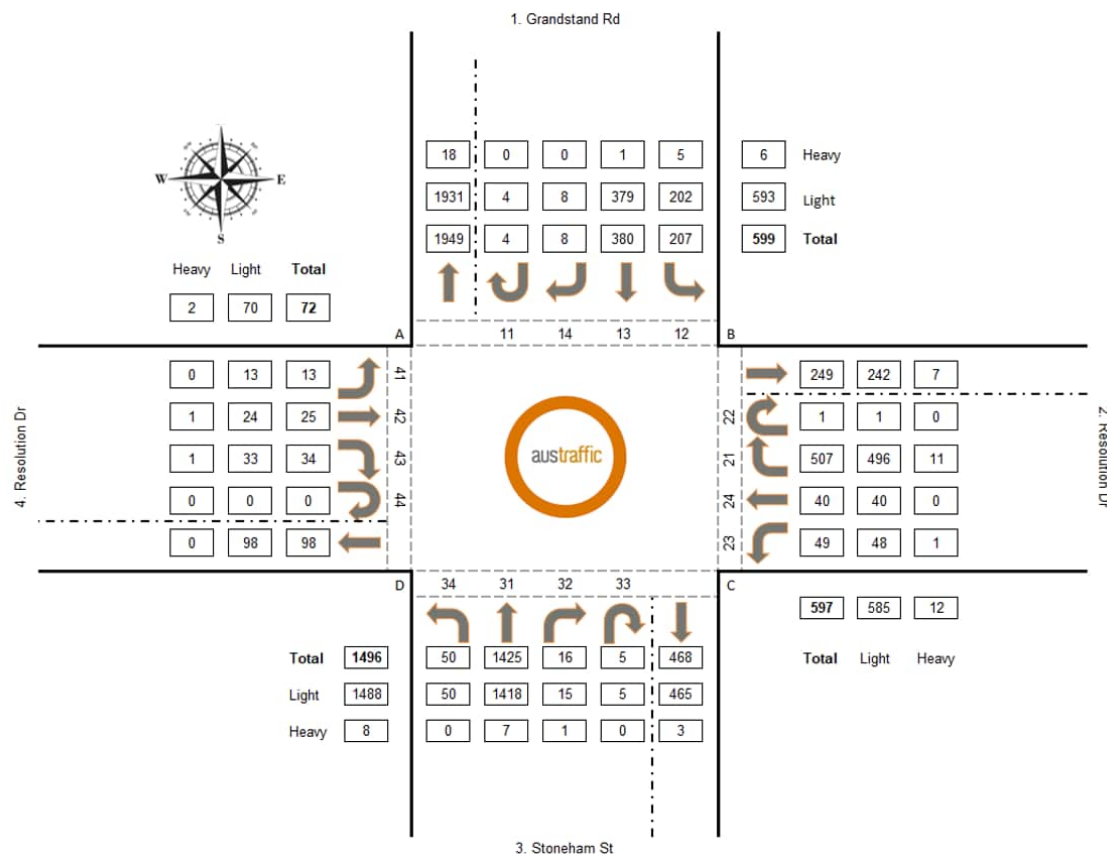 1. Grandstand Rd
18 0 0 1 5 6 Heavy
1931 4 8 379 202 593 Light
1949 4 8 380 207 599 Total
W E
S
Heavy Light Total
2 70 72
11 14 13 12
A B
0 13 13 41 249 242 7
1 24 25 42 22 1 1 0
1 33 34 43 21 507 496 11
0 0 0 44 24 40 40 0
0 98 98 23 49 48 1
4. Resolution Dr
2. Resolution Dr
austraffic
D 34 31 32 33 C
597 585 12
Total Light Heavy
Total 1496 50 1425 16 5 468
Light 1488 50 1418 15 5 465
Heavy 8 0 7 1 0 3
3. Stoneham St